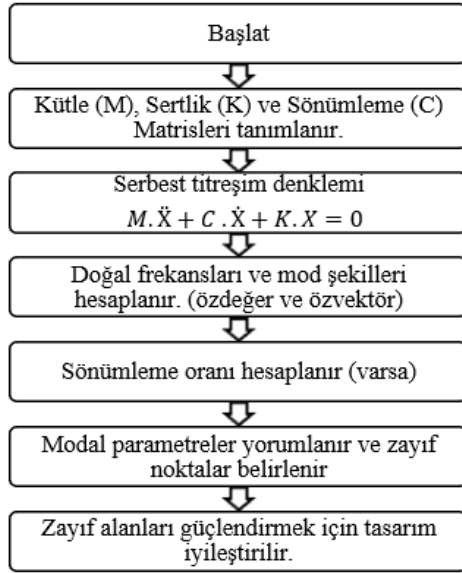 Başlat
Kütle (M), Sertlik (K) ve Sönümleme (C)
Matrisleri tanımlanır.
Serbest titreşim denklemi
M.Ẍ + C .Ẋ + K.X = 0
Doğal frekansları ve mod şekilleri
hesaplanır. (özdeğer ve özvektör)
Sönümleme oranı hesaplanır (varsa)
Modal parametreler yorumlanır ve zayıf
noktalar belirlenir
Zayıf alanları güçlendirmek için tasarım
iyileştirilir.